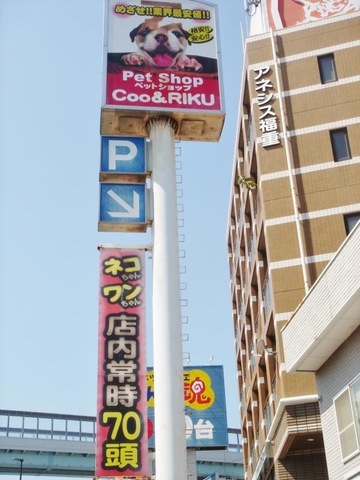 めざせ!!業界最安値!!
格安!!
安心!!
Pet Shop
ペットショップ
Coo&RIKU
P
ネコちゃん
ワンちゃん
店内常時
70頭
アネシス福重
魂
台